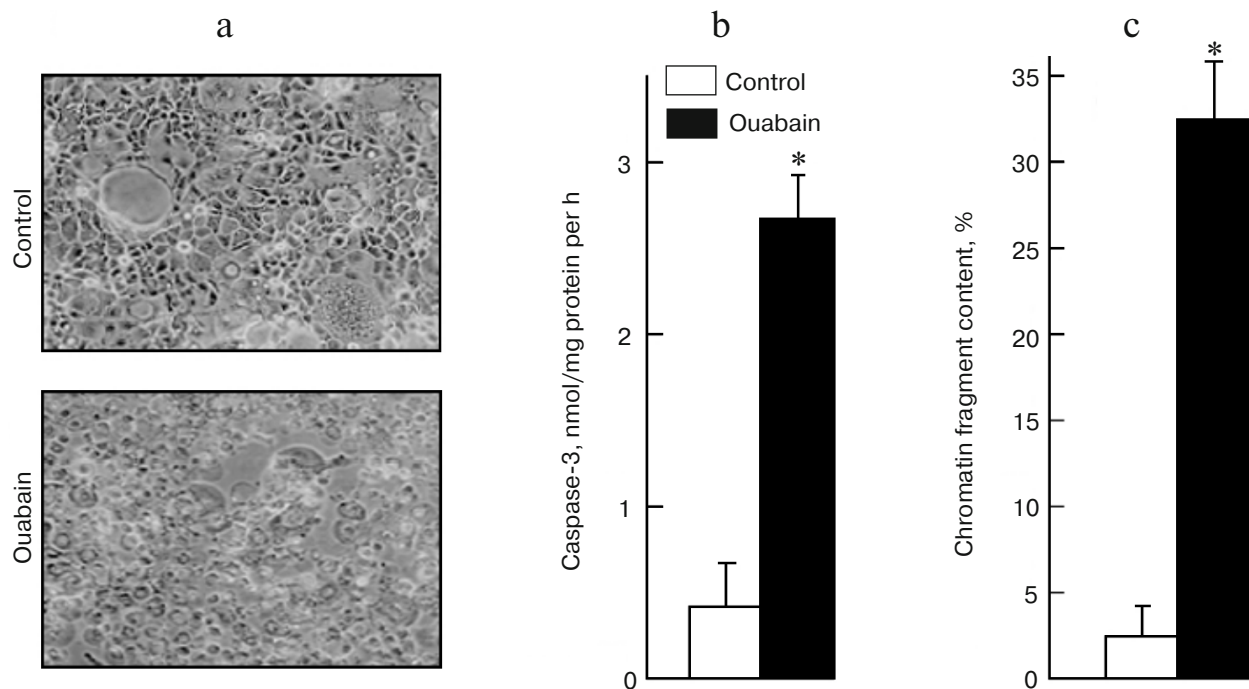 a
Control
Ouabain
b
Control
Ouabain
*
Caspase-3, nmol/mg protein per h
3
2
1
0
c
*
Chromatin fragment content, %
35
30
25
20
15
10
5
0